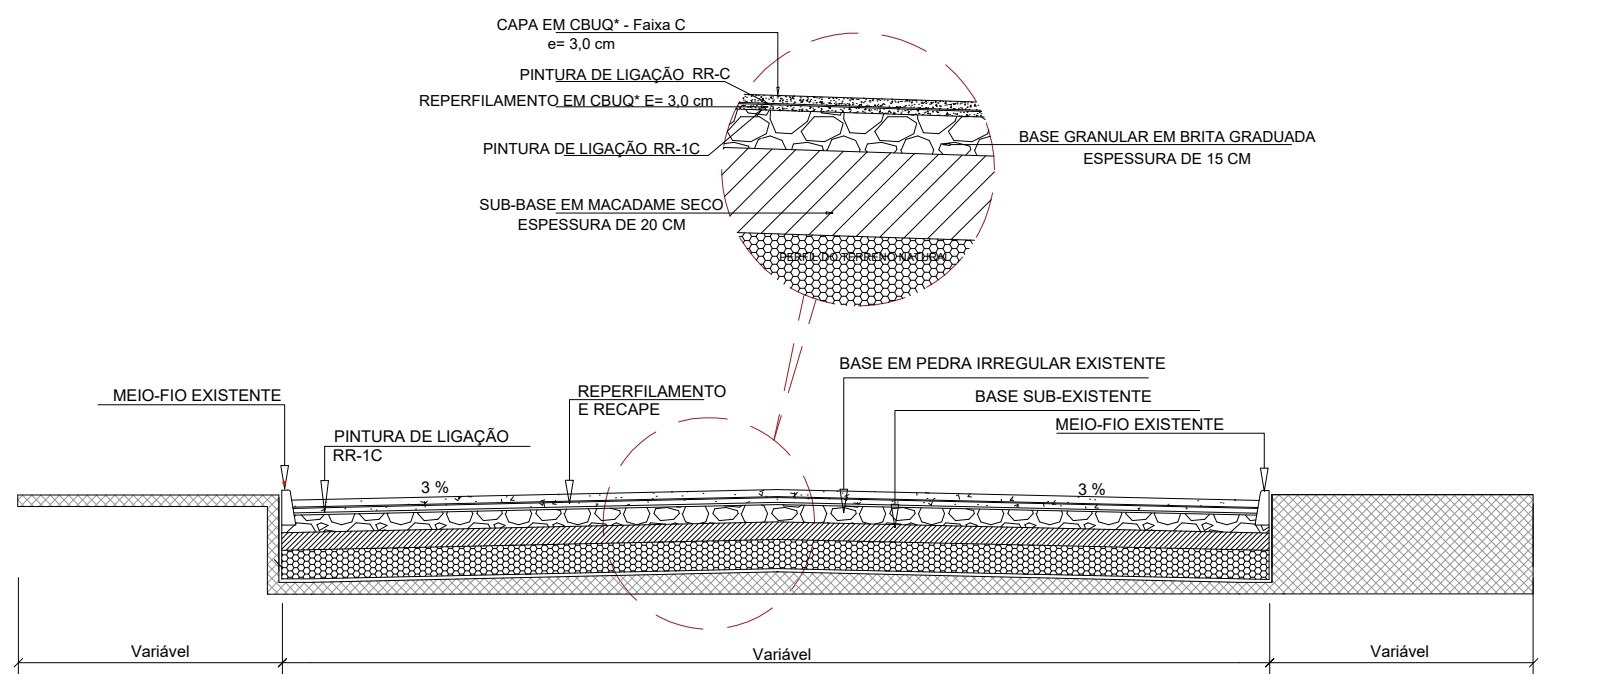 CAPA EM CBUQ* - Faixa C
e= 3,0 cm
PINTURA DE LIGAÇÃO RR-C
REPERFILAMENTO EM CBUQ* E= 3,0 cm
PINTURA DE LIGAÇÃO RR-1C
BASE GRANULAR EM BRITA GRADUADA
ESPESSURA DE 15 CM
SUB-BASE EM MACADAME SECO
ESPESSURA DE 20 CM
PERFIL DO TERRENO NATURAL
BASE EM PEDRA IRREGULAR EXISTENTE
MEIO-FIO EXISTENTE
REPERFILAMENTO
E RECAPE
BASE SUB-EXISTENTE
MEIO-FIO EXISTENTE
PINTURA DE LIGAÇÃO
RR-1C
3 %
3 %
Variável
Variável
Variável